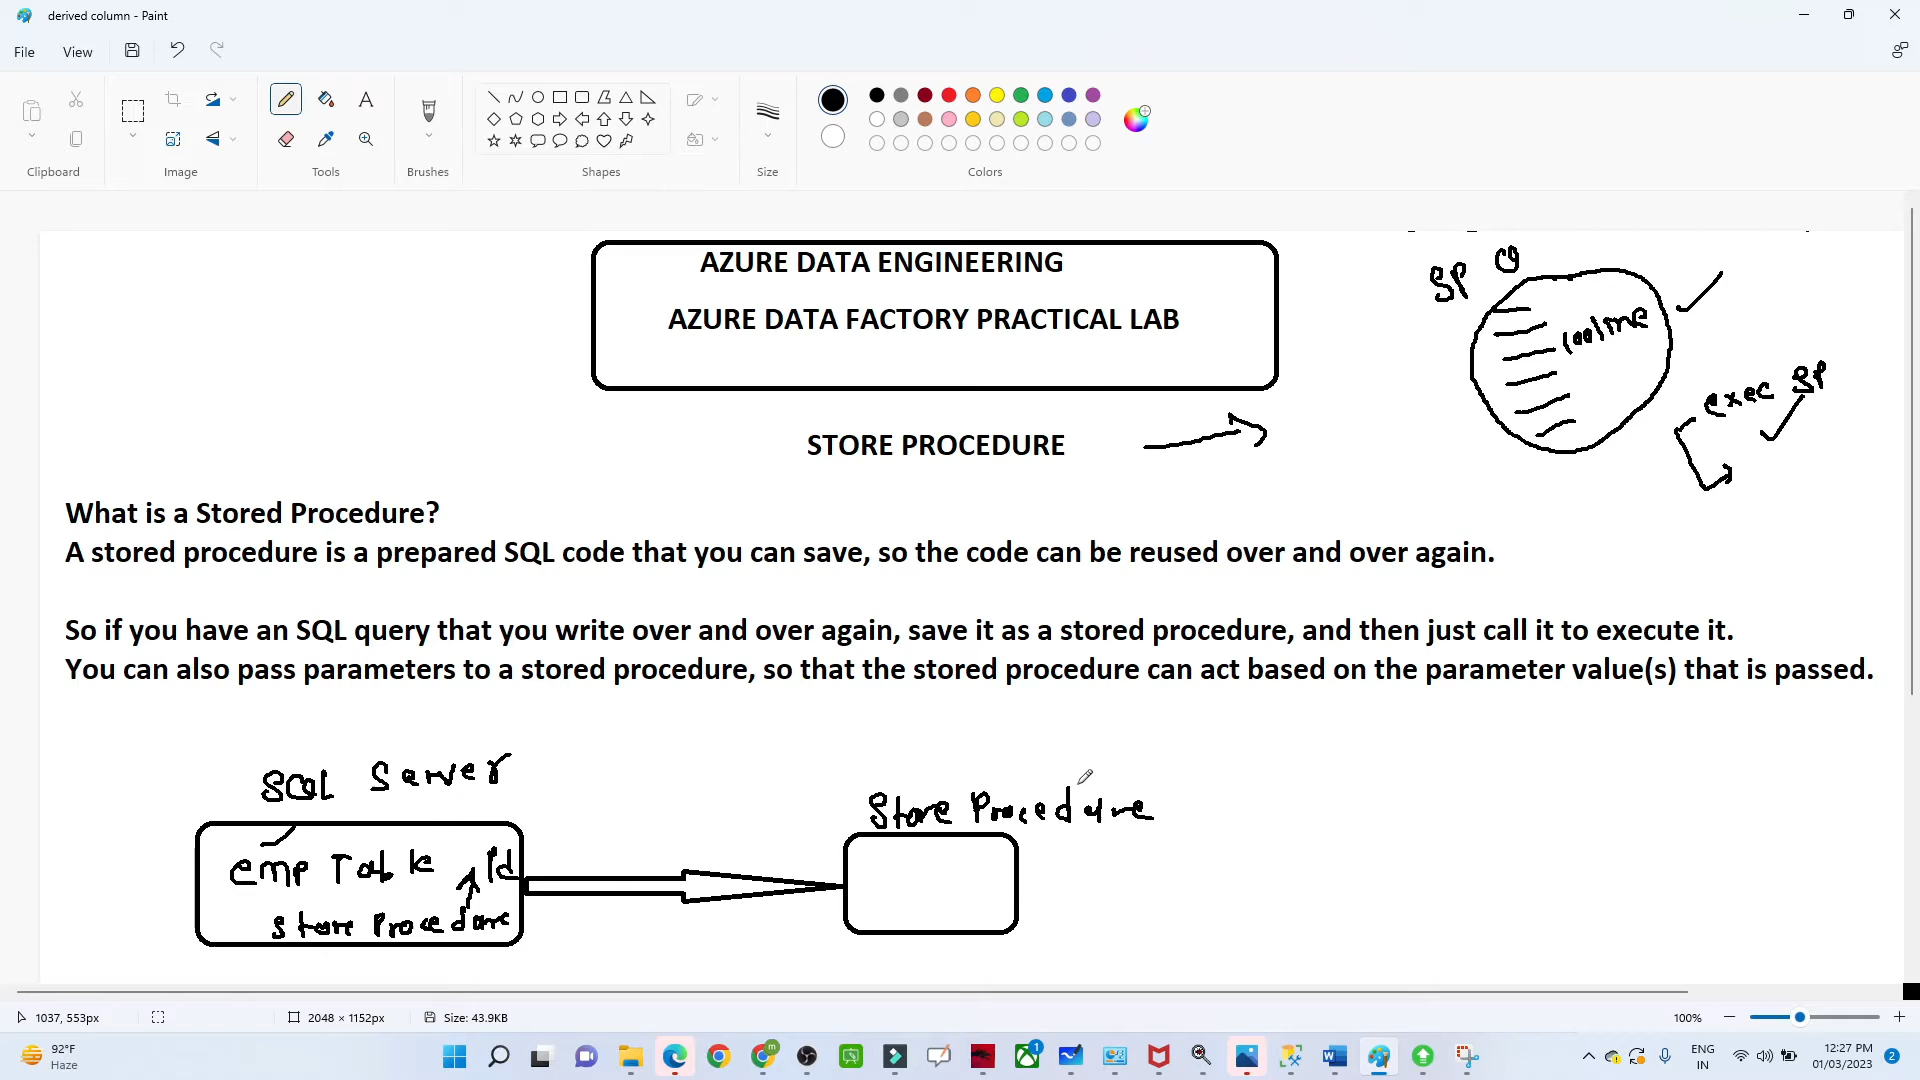 derived column - Paint
File View
Clipboard Image Tools Brushes Shapes Size Colors
AZURE DATA ENGINEERING
AZURE DATA FACTORY PRACTICAL LAB
SP
100 line
exec SP
STORE PROCEDURE
What is a Stored Procedure?
A stored procedure is a prepared SQL code that you can save, so the code can be reused over and over again.
So if you have an SQL query that you write over and over again, save it as a stored procedure, and then just call it to execute it.
You can also pass parameters to a stored procedure, so that the stored procedure can act based on the parameter value(s) that is passed.
SQL Server
Store Procedure
emp Table Id
Store Procedure
1037, 553px 2048 × 1152px Size: 43.9KB 100%
92°F
Haze
ENG
IN
12:27 PM
01/03/2023
1
2